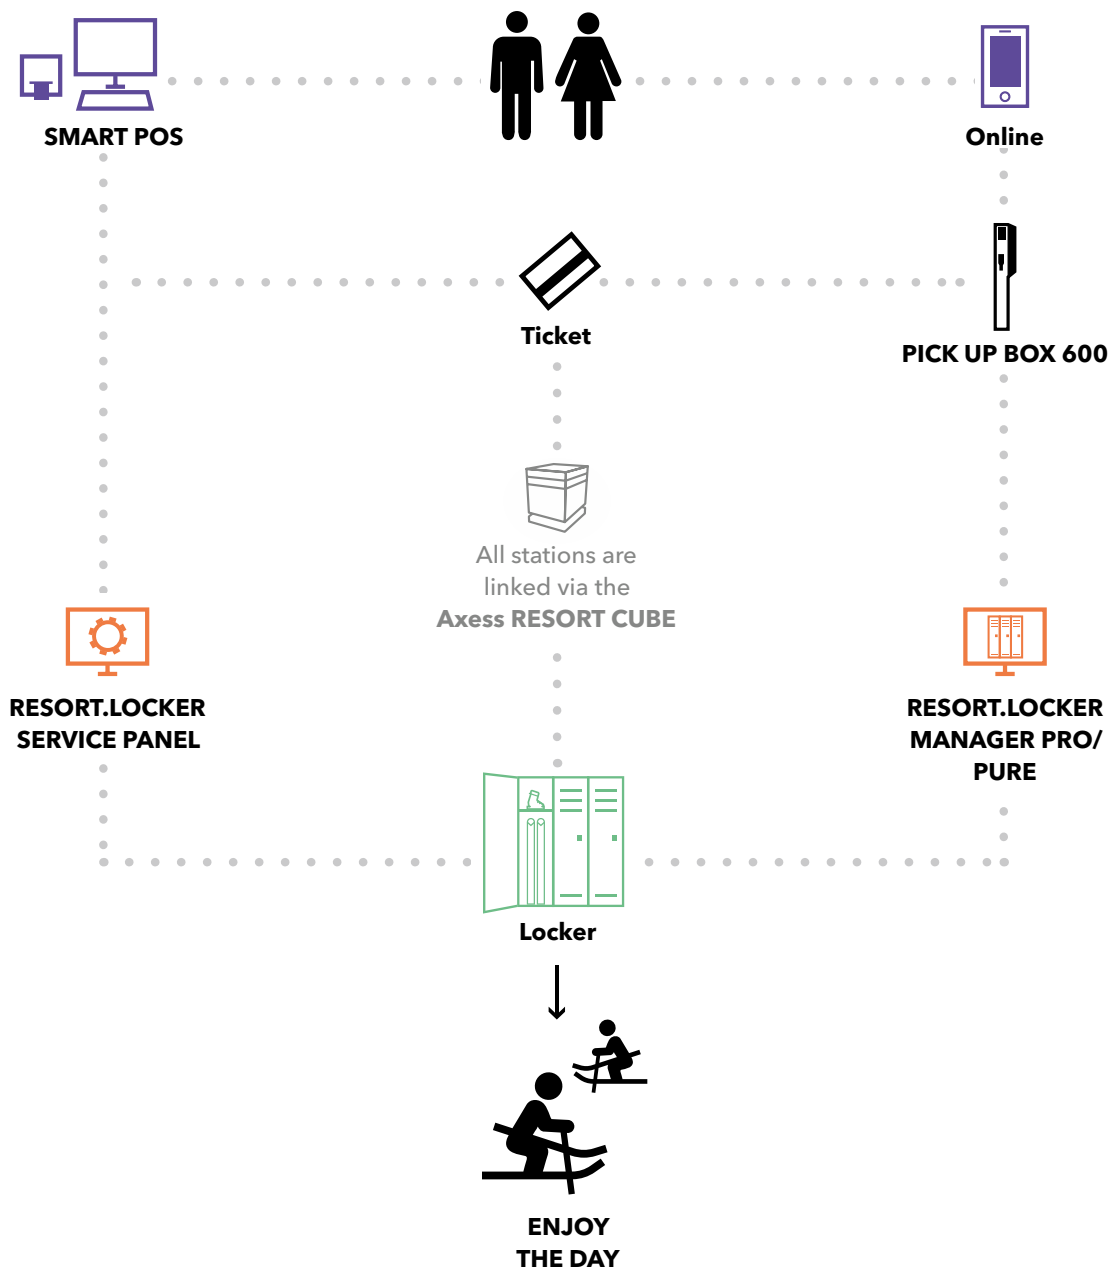 SMART POS
Online
Ticket
PICK UP BOX 600
All stations are
linked via the
Axess RESORT CUBE
RESORT.LOCKER
SERVICE PANEL
RESORT.LOCKER
MANAGER PRO/
PURE
Locker
ENJOY
THE DAY